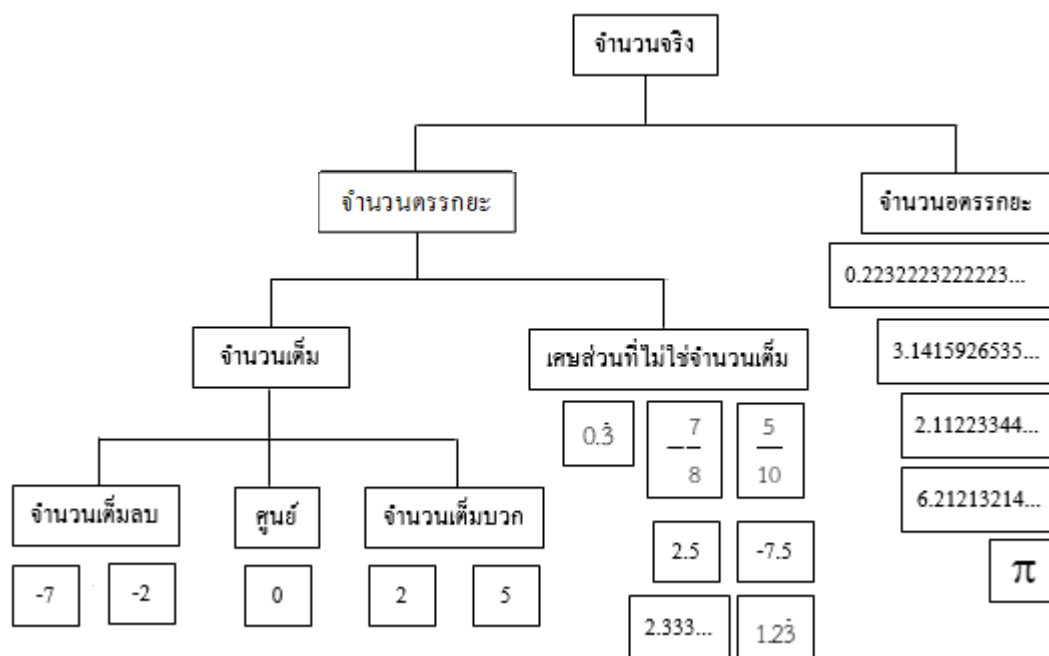 จำนวนจริง
จำนวนตรรกยะ
จำนวนอตรรกยะ
0.2232223222223...
3.1415926535...
2.11223344...
6.21213214...
π
จำนวนเต็ม
เศษส่วนที่ไม่ใช่จำนวนเต็ม
0.3̇
-7/8
5/10
2.5
-7.5
2.333...
1.23̇
จำนวนเต็มลบ
ศูนย์
จำนวนเต็มบวก
-7
-2
0
2
5